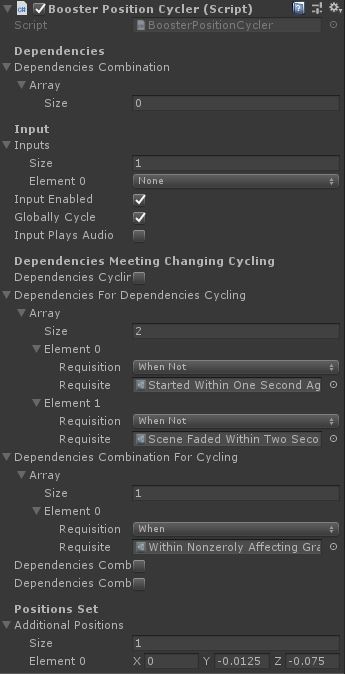 Booster Position Cycler (Script)
Script BoosterPositionCycler
Dependencies
Dependencies Combination
Array
Size 0
Input
Inputs
Size 1
Element 0 None
Input Enabled
Globally Cycle
Input Plays Audio
Dependencies Meeting Changing Cycling
Dependencies Cyclin
Dependencies For Dependencies Cycling
Array
Size 2
Element 0
Requisition When Not
Requisite Started Within One Second Ag
Element 1
Requisition When Not
Requisite Scene Faded Within Two Seco
Dependencies Combination For Cycling
Array
Size 1
Element 0
Requisition When
Requisite Within Nonzeroly Affecting Gra
Dependencies Comb
Dependencies Comb
Positions Set
Additional Positions
Size 1
Element 0 X 0 Y -0.0125 Z -0.075